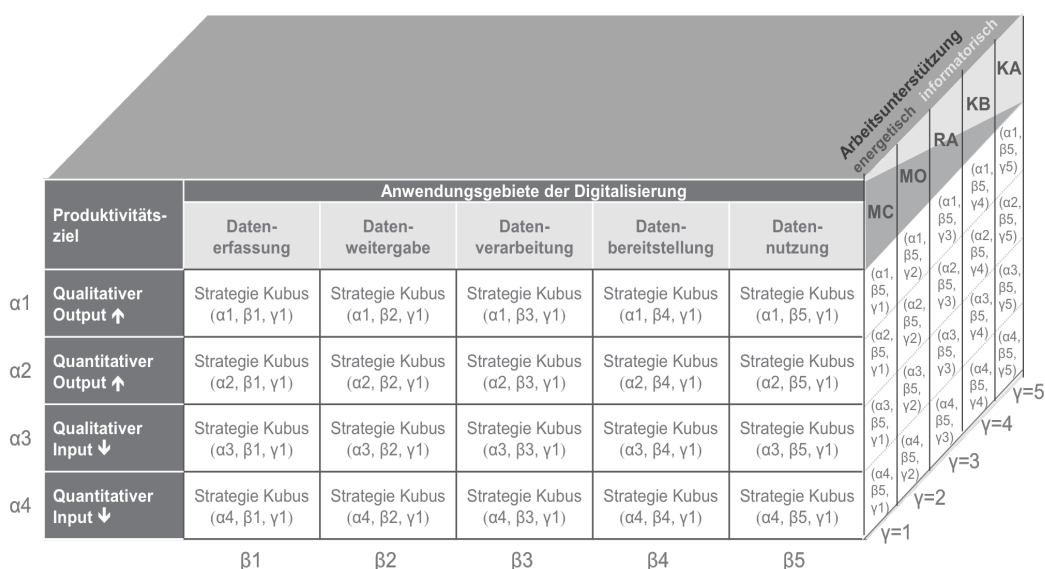 Arbeitsunterstützung
energetisch informatorisch
MC
MO
RA
KB
KA
Produktivitäts-
ziel
Anwendungsgebiete der Digitalisierung
Daten-
erfassung
Daten-
weitergabe
Daten-
verarbeitung
Daten-
bereitstellung
Daten-
nutzung
α1
Qualitativer
Output ↑
Strategie Kubus
(α1, β1, γ1)
Strategie Kubus
(α1, β2, γ1)
Strategie Kubus
(α1, β3, γ1)
Strategie Kubus
(α1, β4, γ1)
Strategie Kubus
(α1, β5, γ1)
α2
Quantitativer
Output ↑
Strategie Kubus
(α2, β1, γ1)
Strategie Kubus
(α2, β2, γ1)
Strategie Kubus
(α2, β3, γ1)
Strategie Kubus
(α2, β4, γ1)
Strategie Kubus
(α2, β5, γ1)
α3
Qualitativer
Input ↓
Strategie Kubus
(α3, β1, γ1)
Strategie Kubus
(α3, β2, γ1)
Strategie Kubus
(α3, β3, γ1)
Strategie Kubus
(α3, β4, γ1)
Strategie Kubus
(α3, β5, γ1)
α4
Quantitativer
Input ↓
Strategie Kubus
(α4, β1, γ1)
Strategie Kubus
(α4, β2, γ1)
Strategie Kubus
(α4, β3, γ1)
Strategie Kubus
(α4, β4, γ1)
Strategie Kubus
(α4, β5, γ1)
β1
β2
β3
β4
β5
(α1,
β5,
γ1)
(α2,
β5,
γ1)
(α3,
β5,
γ1)
(α4,
β5,
γ1)
(α1,
β5,
γ2)
(α2,
β5,
γ2)
(α3,
β5,
γ2)
(α4,
β5,
γ2)
(α1,
β5,
γ3)
(α2,
β5,
γ3)
(α3,
β5,
γ3)
(α4,
β5,
γ3)
(α1,
β5,
γ4)
(α2,
β5,
γ4)
(α3,
β5,
γ4)
(α4,
β5,
γ4)
(α1,
β5,
γ5)
(α2,
β5,
γ5)
(α3,
β5,
γ5)
(α4,
β5,
γ5)
γ=1
γ=2
γ=3
γ=4
γ=5